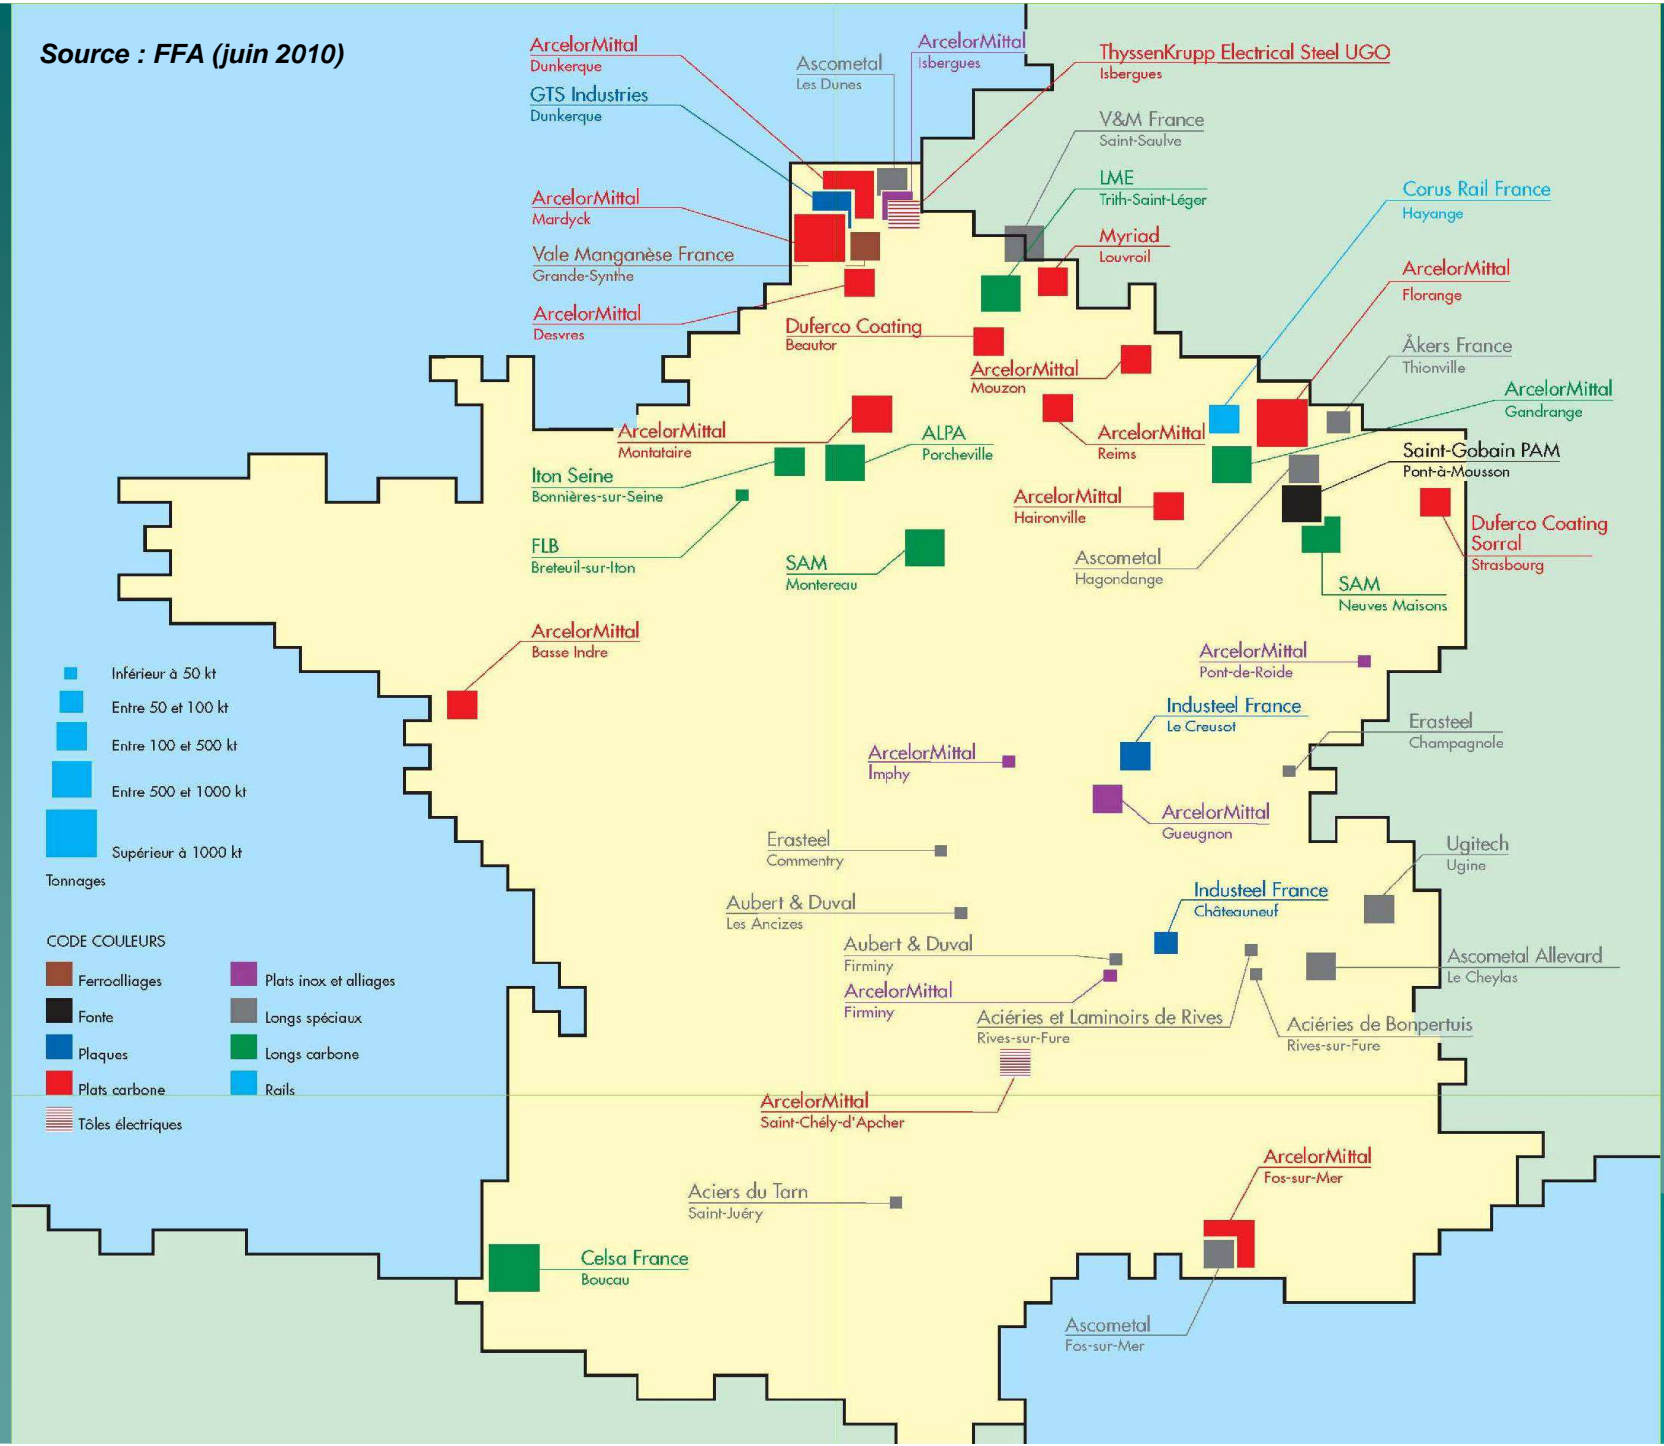 Source : FFA (juin 2010)
ArcelorMittal
Dunkerque
GTS Industries
Dunkerque
Ascometal
Les Dunes
ArcelorMittal
Isbergues
ThyssenKrupp Electrical Steel UGO
Isbergues
V&M France
Saint-Saulve
LME
Trith-Saint-Léger
Corus Rail France
Hayange
ArcelorMittal
Mardyck
Vale Manganèse France
Grande-Synthe
ArcelorMittal
Desvres
Myriad
Louvroil
ArcelorMittal
Florange
Duferco Coating
Beautor
ArcelorMittal
Mouzon
Åkers France
Thionville
ArcelorMittal
Gandrange
ArcelorMittal
Montataire
ALPA
Porcheville
ArcelorMittal
Reims
Saint-Gobain PAM
Pont-à-Mousson
Iton Seine
Bonnières-sur-Seine
ArcelorMittal
Haironville
Duferco Coating
Sorral
Strasbourg
FLB
Breteuil-sur-Iton
SAM
Montereau
Ascometal
Hagondange
SAM
Neuves Maisons
ArcelorMittal
Basse Indre
ArcelorMittal
Pont-de-Roide
Industeel France
Le Creusot
Erasteel
Champagnole
ArcelorMittal
Imphy
ArcelorMittal
Gueugnon
Erasteel
Commentry
Ugitech
Ugine
Aubert & Duval
Les Ancizes
Industeel France
Châteauneuf
Aubert & Duval
Firminy
ArcelorMittal
Firminy
Ascometal Allevard
Le Cheylas
Aciéries et Laminoirs de Rives
Rives-sur-Fure
Aciéries de Bonpertuis
Rives-sur-Fure
ArcelorMittal
Saint-Chély-d'Apcher
ArcelorMittal
Fos-sur-Mer
Aciers du Tarn
Saint-Juéry
Celsa France
Boucau
Ascometal
Fos-sur-Mer
Inférieur à 50 kt
Entre 50 et 100 kt
Entre 100 et 500 kt
Entre 500 et 1000 kt
Supérieur à 1000 kt
Tonnages
CODE COULEURS
Ferroalliages
Fonte
Plaques
Plats carbone
Tôles électriques
Plats inox et alliages
Longs spéciaux
Longs carbone
Rails